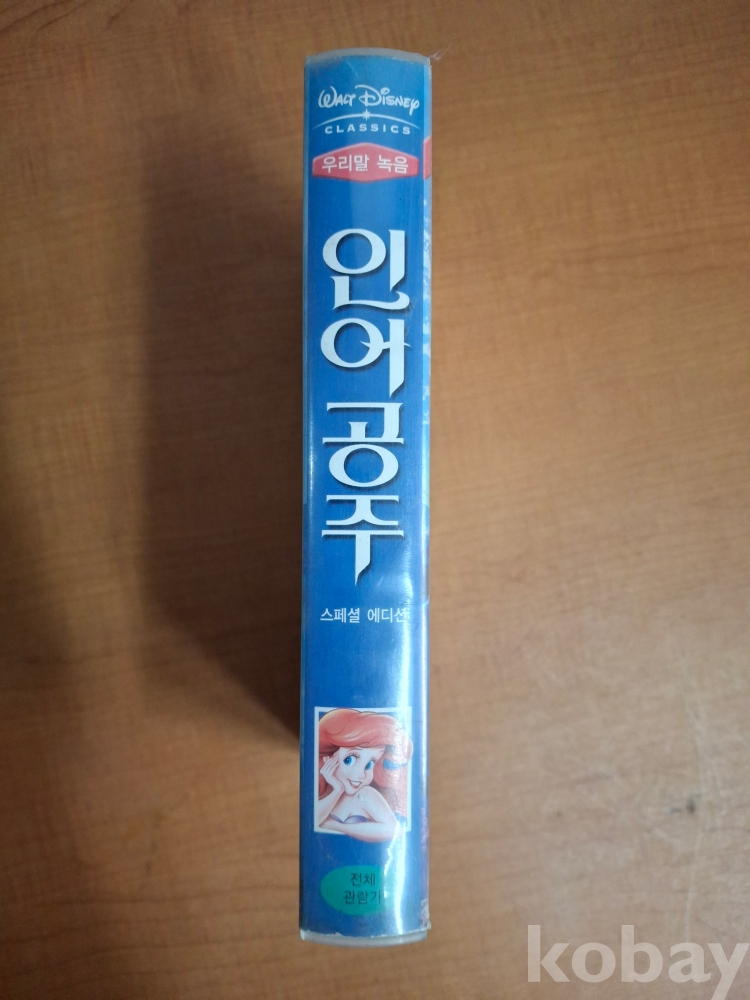 WALT DISNEY
CLASSICS
우리말 녹음
인어공주
스페셜 에디션
전체
관람가
kobay